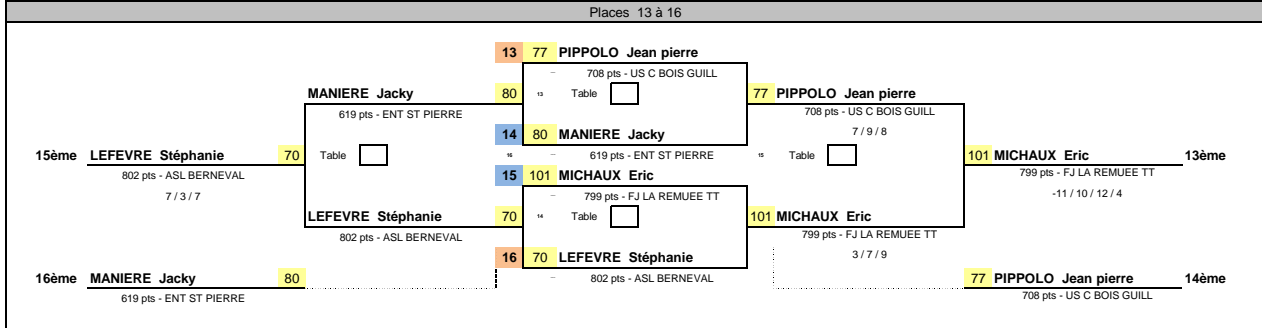 Places 13 à 16
13 77 PIPPOLO Jean pierre
– 708 pts - US C BOIS GUILL
MANIERE Jacky 80 13 Table 77 PIPPOLO Jean pierre
619 pts - ENT ST PIERRE 708 pts - US C BOIS GUILL
14 80 MANIERE Jacky 7 / 9 / 8
15ème LEFEVRE Stéphanie 70 Table 16 – 619 pts - ENT ST PIERRE 15 Table 101 MICHAUX Eric 13ème
802 pts - ASL BERNEVAL 15 101 MICHAUX Eric 799 pts - FJ LA REMUEE TT
7 / 3 / 7 – 799 pts - FJ LA REMUEE TT -11 / 10 / 12 / 4
LEFEVRE Stéphanie 70 14 Table 101 MICHAUX Eric
802 pts - ASL BERNEVAL 799 pts - FJ LA REMUEE TT
16 70 LEFEVRE Stéphanie 3 / 7 / 9
16ème MANIERE Jacky 80 – 802 pts - ASL BERNEVAL 77 PIPPOLO Jean pierre 14ème
619 pts - ENT ST PIERRE 708 pts - US C BOIS GUILL